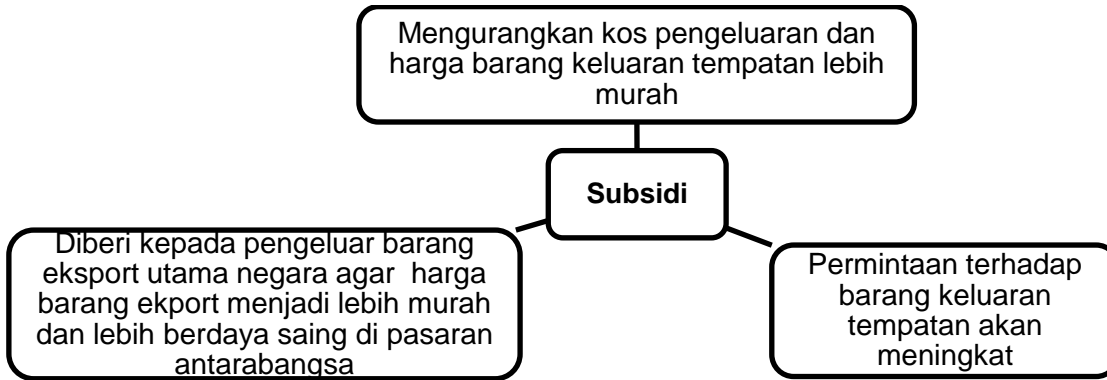 Mengurangkan kos pengeluaran dan
harga barang keluaran tempatan lebih
murah
Subsidi
Diberi kepada pengeluar barang
eksport utama negara agar  harga
barang ekport menjadi lebih murah
dan lebih berdaya saing di pasaran
antarabangsa
Permintaan terhadap
barang keluaran
tempatan akan
meningkat